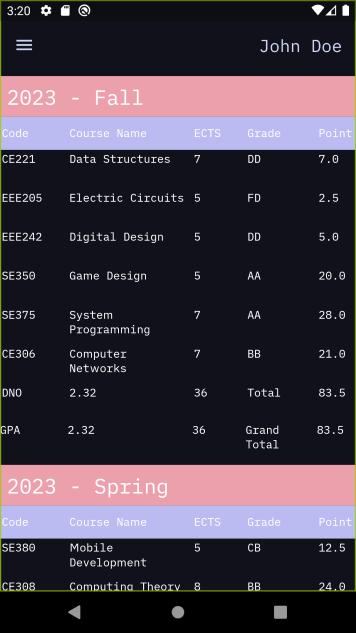 3:20
John Doe
2023 - Fall
Code Course Name ECTS Grade Point
CE221 Data Structures 7 DD 7.0
EEE205 Electric Circuits 5 FD 2.5
EEE242 Digital Design 5 DD 5.0
SE350 Game Design 5 AA 20.0
SE375 System 7 AA 28.0
Programming
CE306 Computer 7 BB 21.0
Networks
DNO 2.32 36 Total 83.5
GPA 2.32 36 Grand 83.5
Total
2023 - Spring
Code Course Name ECTS Grade Point
SE380 Mobile 5 CB 12.5
Development
CE308 Computing Theory 8 BB 24.0